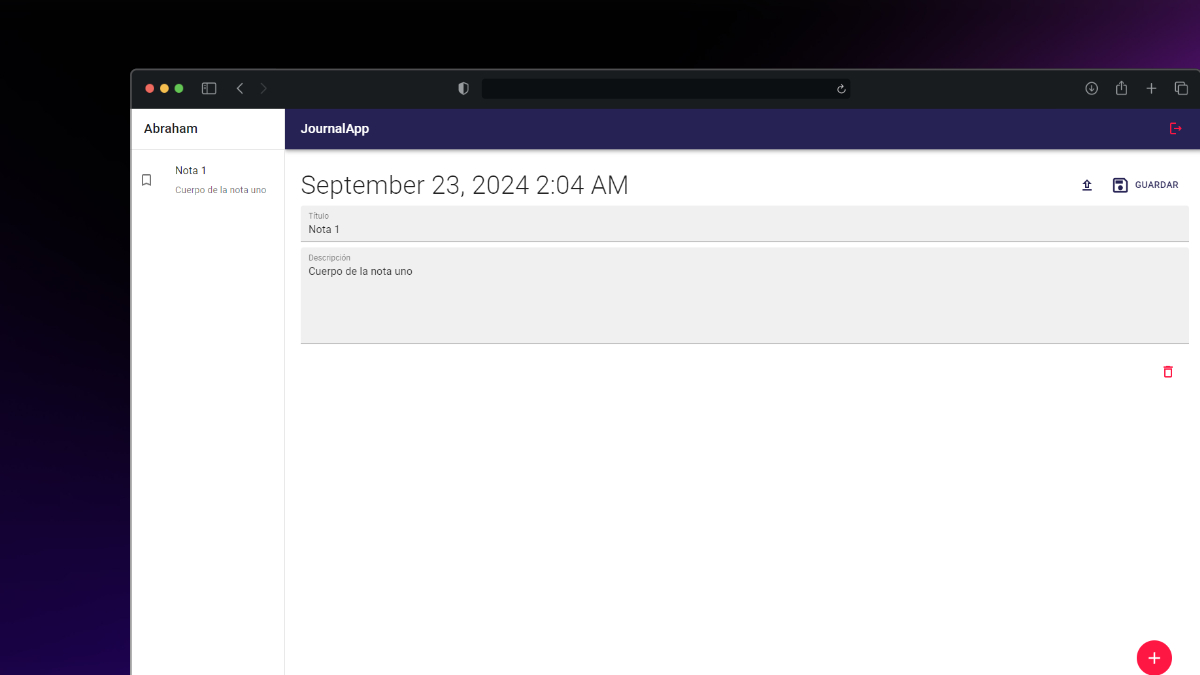 Abraham
JournalApp
Nota 1
Cuerpo de la nota uno
September 23, 2024 2:04 AM
GUARDAR
Título
Nota 1
Descripción
Cuerpo de la nota uno